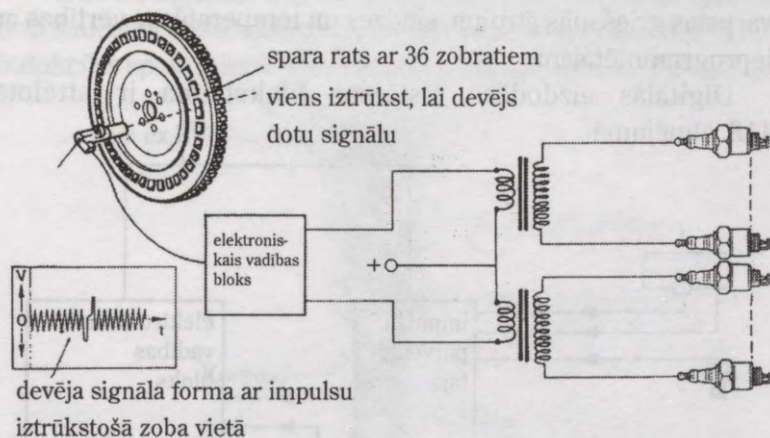 spara rats ar 36 zobratiem
viens iztrūkst, lai devējs
dotu signālu
elektronis-
kais vadības
bloks
+
V
0
devēja signāla forma ar impulsu
iztrūkstošā zoba vietā